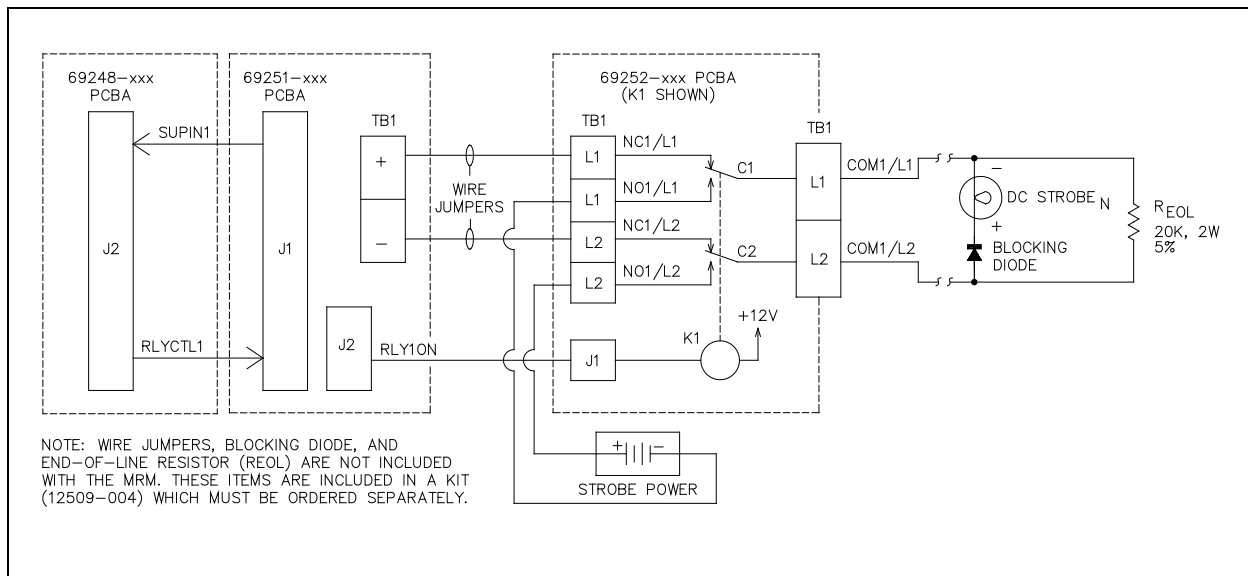 69248-xxx
PCBA
69251-xxx
PCBA
69252-xxx PCBA
(K1 SHOWN)
SUPIN1
TB1
+
-
WIRE
JUMPERS
TB1
L1
L1
L2
L2
NC1/L1
NO1/L1
NC1/L2
NO1/L2
C1
C2
TB1
L1
L2
COM1/L1
COM1/L2
-
DC STROBE N
+
BLOCKING
DIODE
REOL
20K, 2W
5%
J2
J1
RLYCTL1
J2
RLY1ON
J1
K1
+12V
+ -
STROBE POWER
NOTE: WIRE JUMPERS, BLOCKING DIODE, AND
END-OF-LINE RESISTOR (REOL) ARE NOT INCLUDED
WITH THE MRM. THESE ITEMS ARE INCLUDED IN A KIT
(12509-004) WHICH MUST BE ORDERED SEPARATELY.